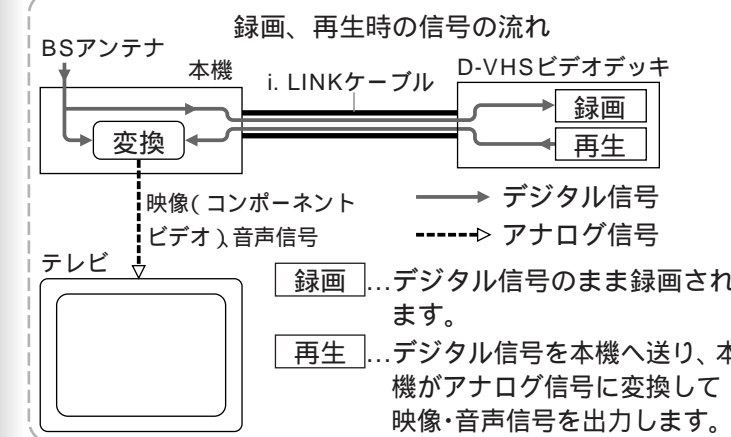 録画、再生時の信号の流れ
BSアンテナ
本機
i. LINKケーブル
D-VHSビデオデッキ
録画
変換
再生
映像(コンポーネント
ビデオ)、音声信号
デジタル信号
アナログ信号
テレビ
録画 …デジタル信号のまま録画され
ます。
再生 …デジタル信号を本機へ送り、本
機がアナログ信号に変換して
映像・音声信号を出力します。